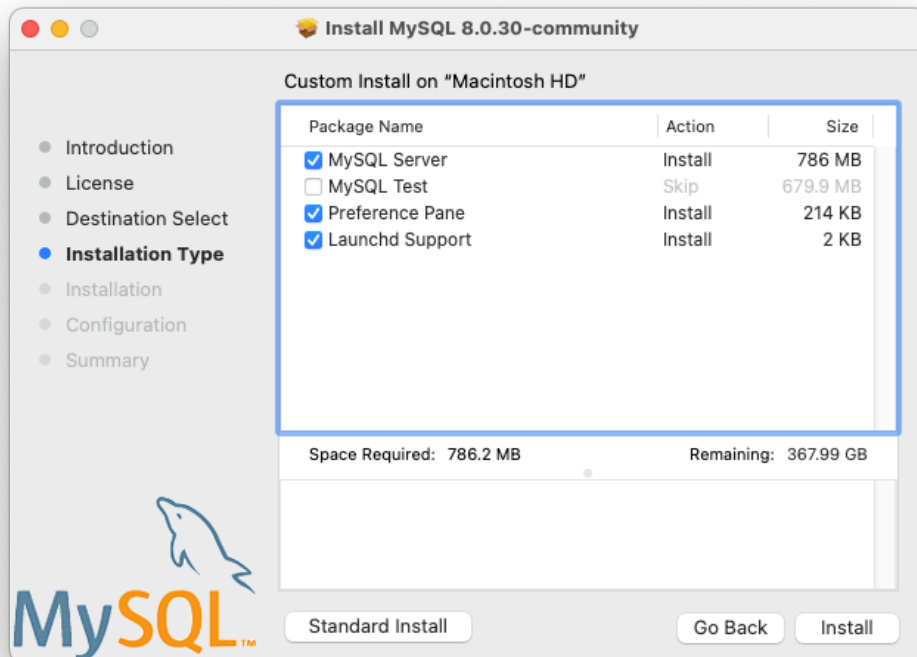 Install MySQL 8.0.30-community
Custom Install on “Macintosh HD”
Introduction
License
Destination Select
Installation Type
Installation
Configuration
Summary
Package Name Action Size
MySQL Server Install 786 MB
MySQL Test Skip 679.9 MB
Preference Pane Install 214 KB
Launchd Support Install 2 KB
Space Required: 786.2 MB Remaining: 367.99 GB
MySQL™
Standard Install Go Back Install